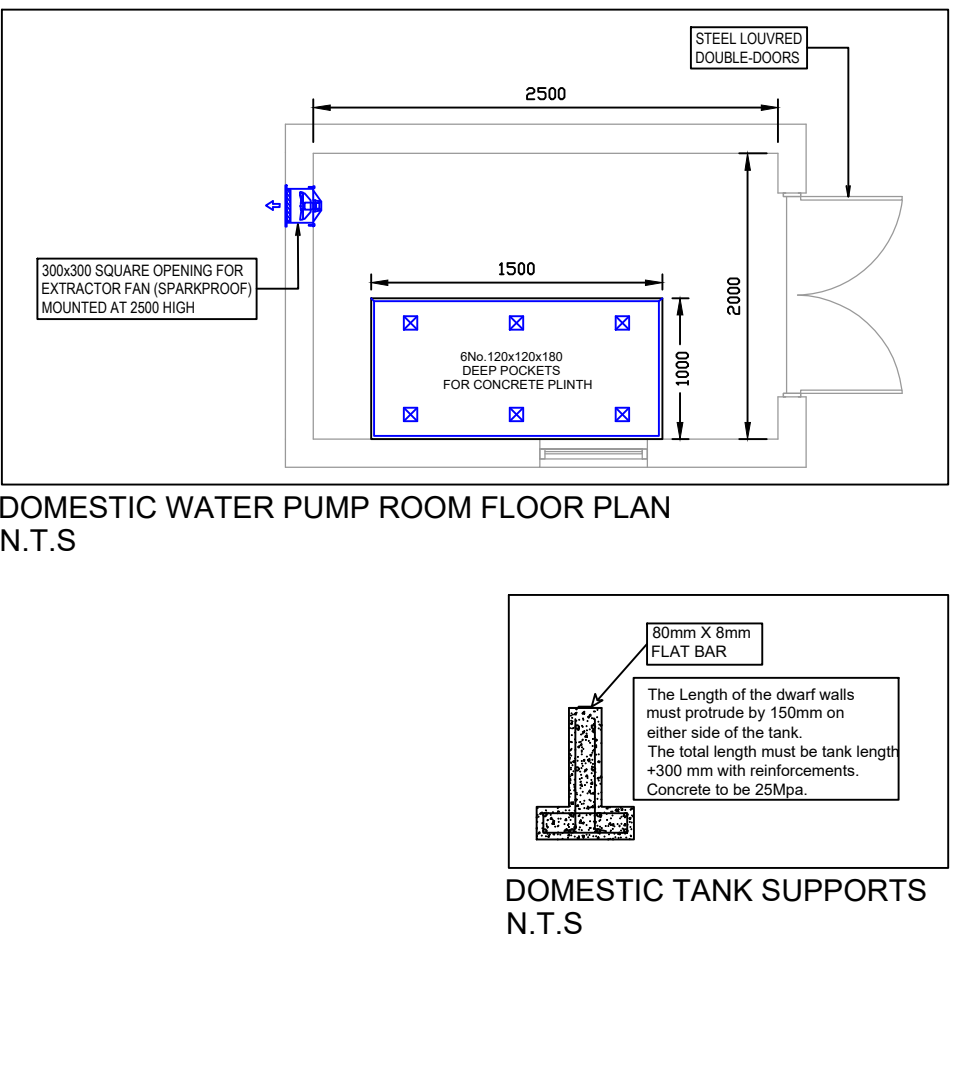 STEEL LOUVRED
DOUBLE-DOORS
2500
300x300 SQUARE OPENING FOR
EXTRACTOR FAN (SPARKPROOF)
MOUNTED AT 2500 HIGH
1500
2000
1000
6No.120x120x180
DEEP POCKETS
FOR CONCRETE PLINTH
DOMESTIC WATER PUMP ROOM FLOOR PLAN
N.T.S
80mm X 8mm
FLAT BAR
The Length of the dwarf walls
must protrude by 150mm on
either side of the tank.
The total length must be tank length
+300 mm with reinforcements.
Concrete to be 25Mpa.
DOMESTIC TANK SUPPORTS
N.T.S